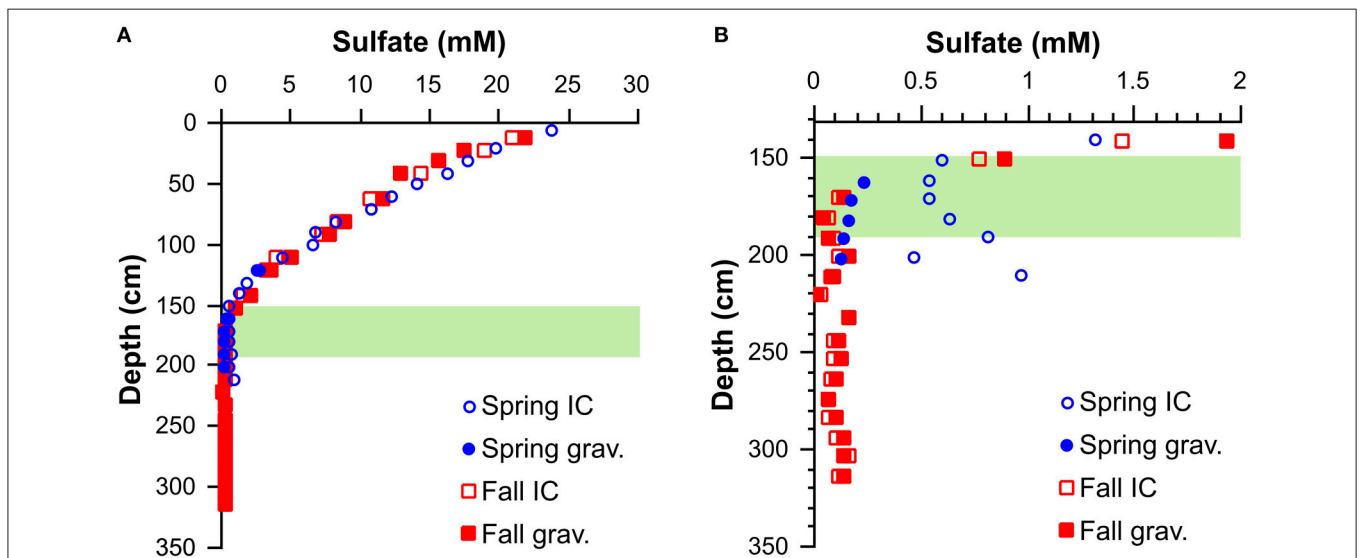 A
Sulfate (mM)
0 5 10 15 20 25 30
Depth (cm)
0
50
100
150
200
250
300
350
Spring IC
Spring grav.
Fall IC
Fall grav.
B
Sulfate (mM)
0 0.5 1 1.5 2
Depth (cm)
150
200
250
300
350
Spring IC
Spring grav.
Fall IC
Fall grav.